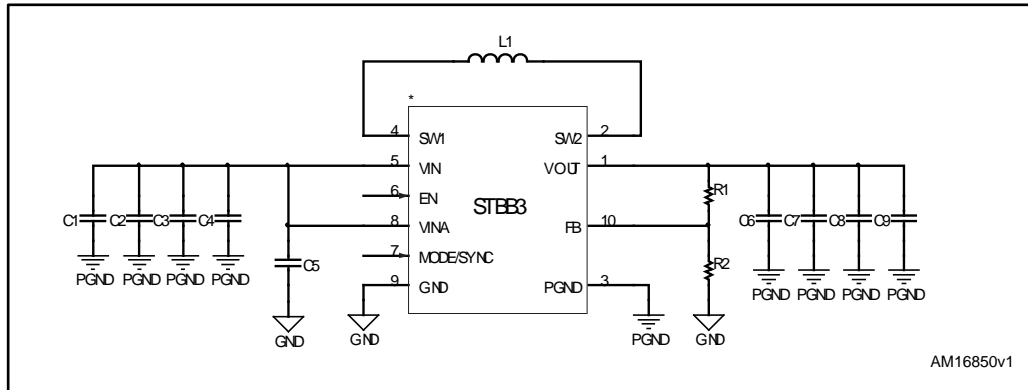 L1
*
4 SW1 SW2 2
5 VIN VOUT 1
6 EN
STBB3
R1
C1 C2 C3 C4
8 VINA FB 10
C6 C7 C8 C9
7 MODE/SYNC
C5
R2
PGND PGND PGND PGND
9 GND PGND 3
PGND PGND PGND PGND
GND GND PGND GND
AM16850v1